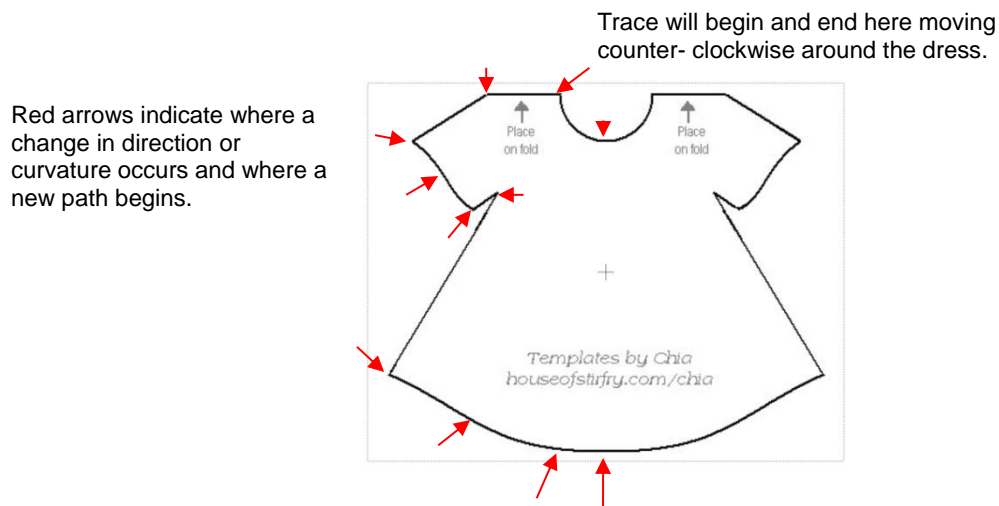 Trace will begin and end here moving
counter- clockwise around the dress.
Red arrows indicate where a
change in direction or
curvature occurs and where a
new path begins.
Place
on fold
Place
on fold
Templates by Chia
houseofstirfry.com/chia